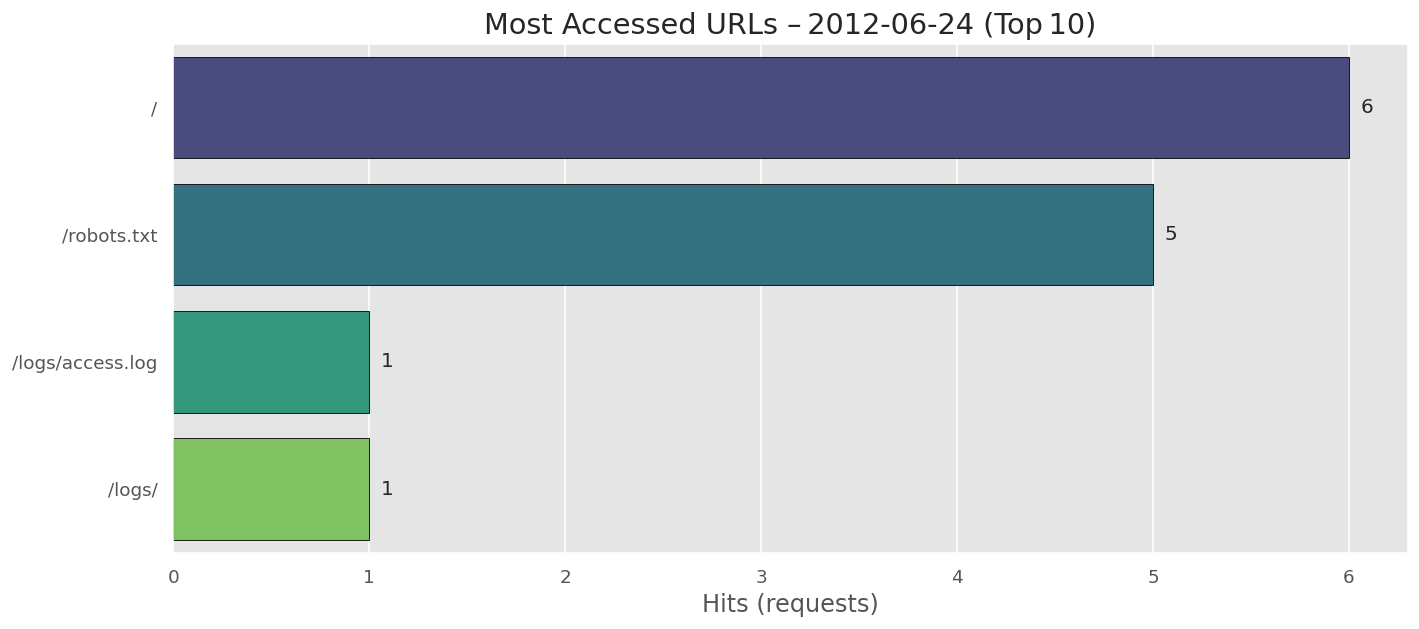 Most Accessed URLs – 2012-06-24 (Top 10)
/
6
/robots.txt
5
/logs/access.log
1
/logs/
1
0 1 2 3 4 5 6
Hits (requests)